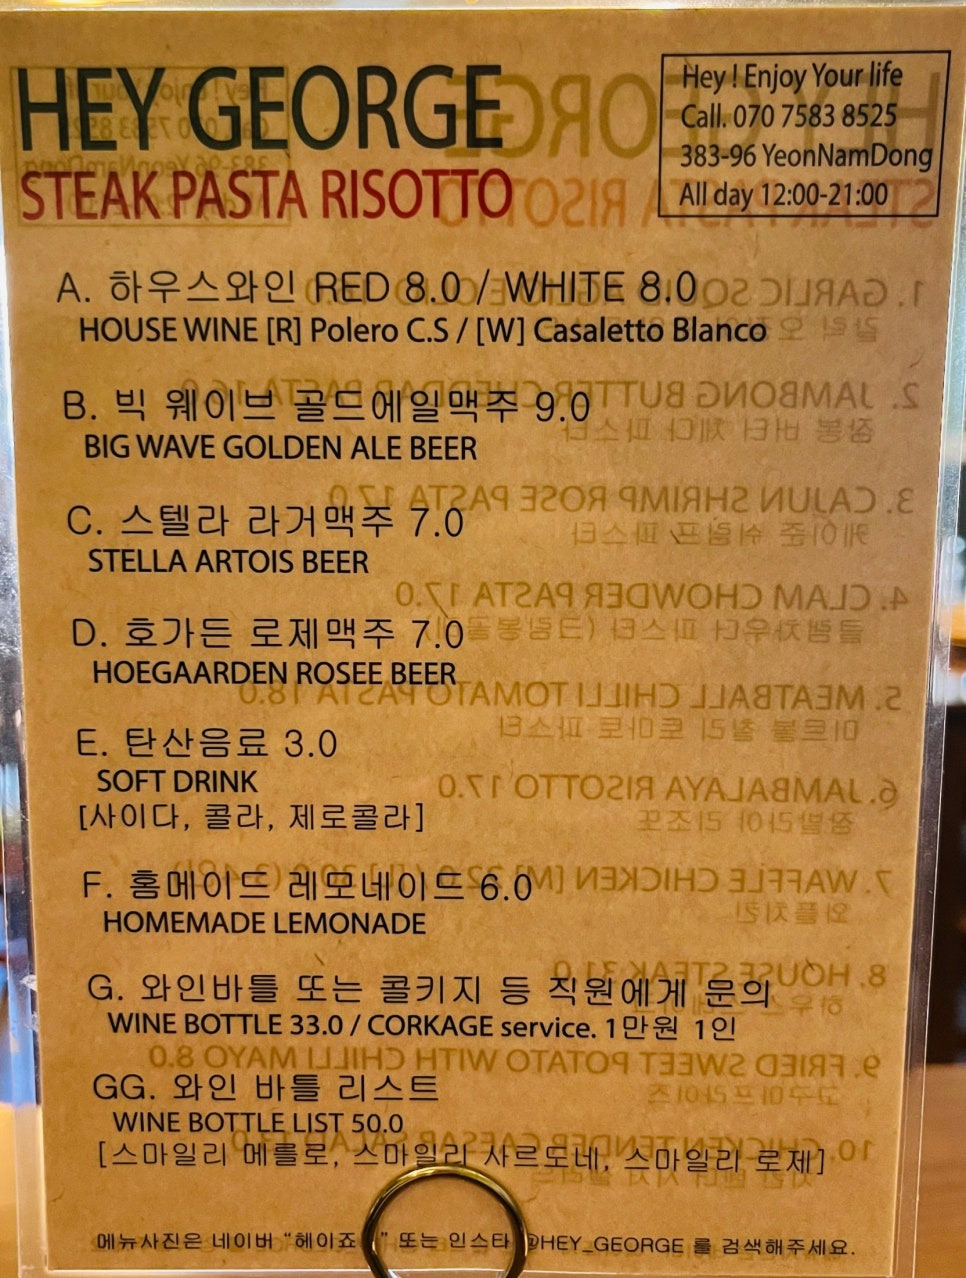 HEY GEORGE
STEAK PASTA RISOTTO
Hey ! Enjoy Your life
Call. 070 7583 8525
383-96 YeonNamDong
All day 12:00-21:00
A. 하우스와인 RED 8.0 / WHITE 8.0
HOUSE WINE [R] Polero C.S / [W] Casaletto Blanco
B. 빅 웨이브 골드에일맥주 9.0
BIG WAVE GOLDEN ALE BEER
C. 스텔라 라거맥주 7.0
STELLA ARTOIS BEER
D. 호가든 로제맥주 7.0
HOEGAARDEN ROSEE BEER
E. 탄산음료 3.0
SOFT DRINK
[사이다, 콜라, 제로콜라]
F. 홈메이드 레모네이드 6.0
HOMEMADE LEMONADE
G. 와인바틀 또는 콜키지 등 직원에게 문의
WINE BOTTLE 33.0 / CORKAGE service. 1만원 1인
GG. 와인 바틀 리스트
WINE BOTTLE LIST 50.0
[스마일리 메를로, 스마일리 샤르도네, 스마일리 로제]
메뉴사진은 네이버 “헤이죠 ” 또는 인스타 @HEY_GEORGE 를 검색해주세요.